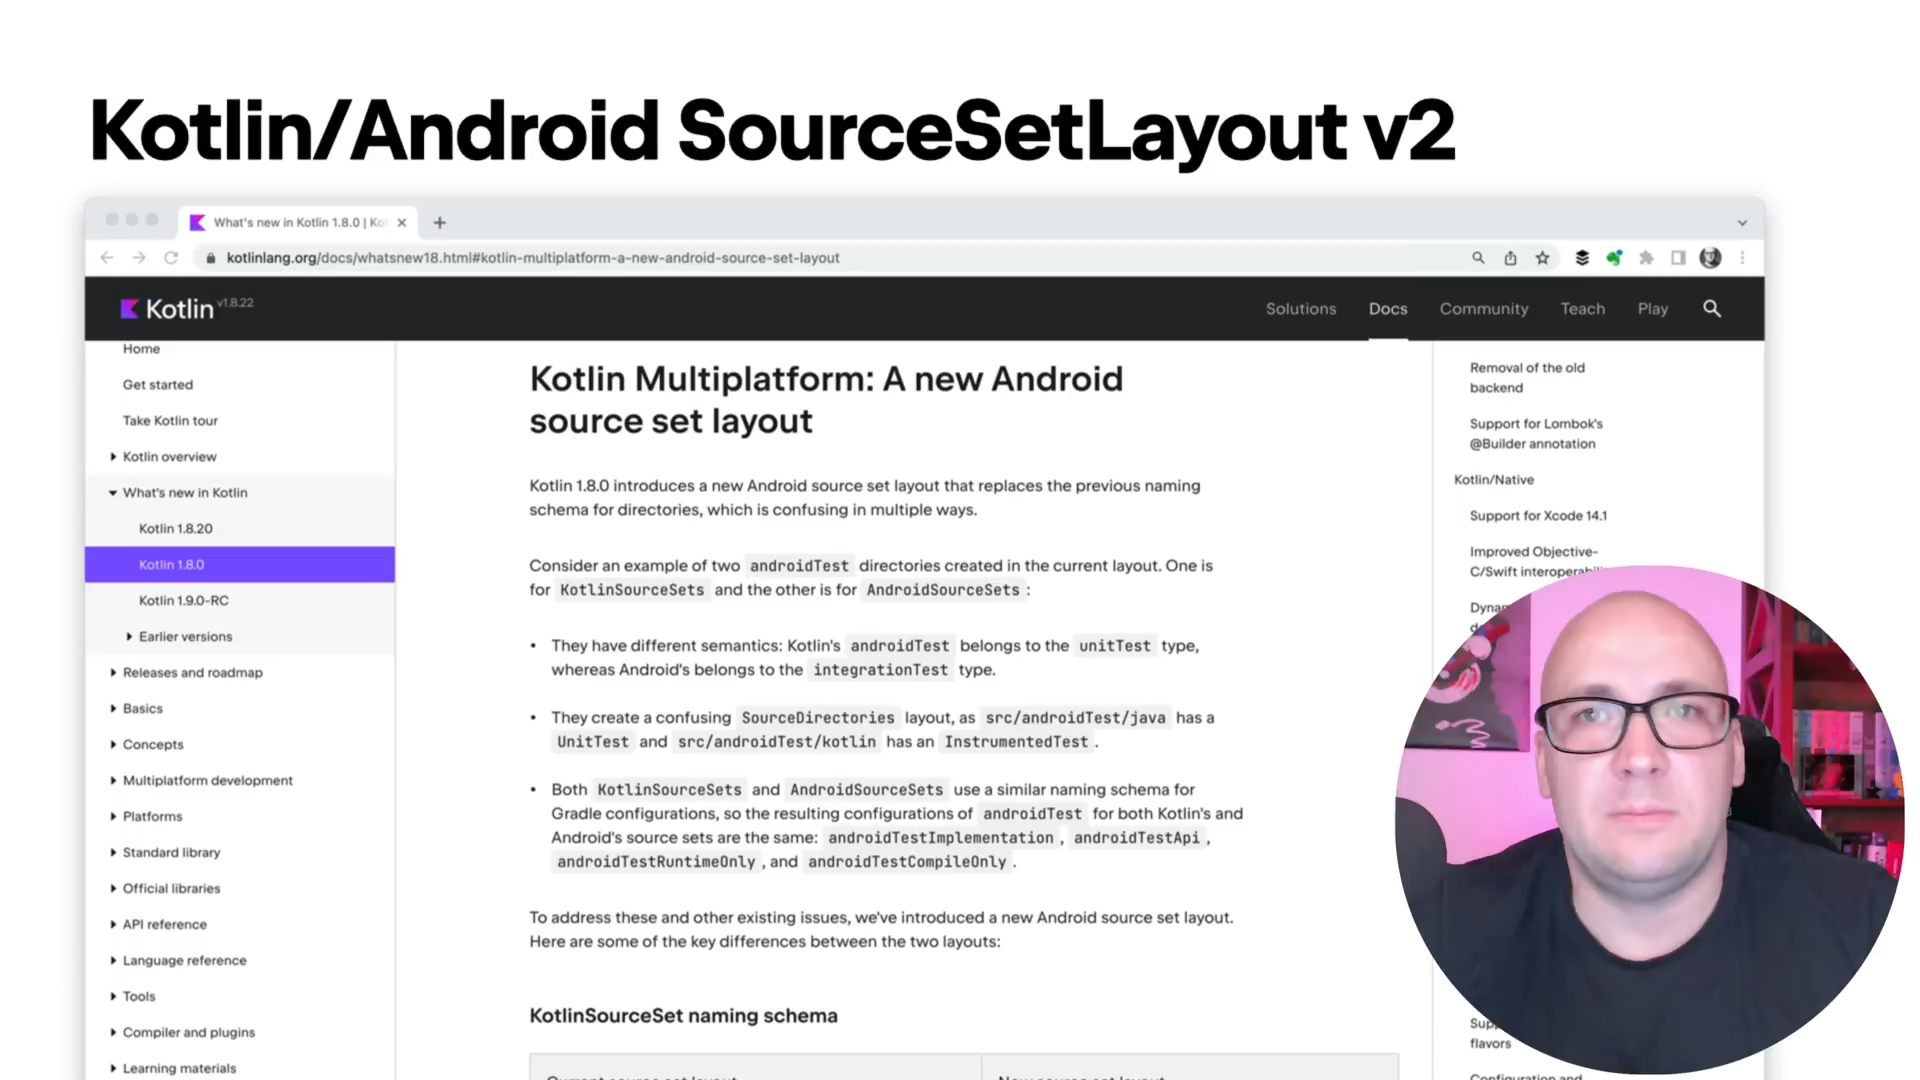 Kotlin/Android SourceSetLayout v2
What's new in Kotlin 1.8.0 | Ko
kotlinlang.org/docs/whatsnew18.html#kotlin-multiplatform-a-new-android-source-set-layout
Kotlin v1.8.22
Solutions
Docs
Community
Teach
Play
Home
Get started
Take Kotlin tour
Kotlin overview
What's new in Kotlin
Kotlin 1.8.20
Kotlin 1.8.0
Kotlin 1.9.0-RC
Earlier versions
Releases and roadmap
Basics
Concepts
Multiplatform development
Platforms
Standard library
Official libraries
API reference
Language reference
Tools
Compiler and plugins
Learning materials
Kotlin Multiplatform: A new Android
source set layout
Kotlin 1.8.0 introduces a new Android source set layout that replaces the previous naming
schema for directories, which is confusing in multiple ways.
Consider an example of two androidTest directories created in the current layout. One is
for KotlinSourceSets and the other is for AndroidSourceSets :
• They have different semantics: Kotlin's androidTest belongs to the unitTest type,
whereas Android's belongs to the integrationTest type.
• They create a confusing SourceDirectories layout, as src/androidTest/java has a
UnitTest and src/androidTest/kotlin has an InstrumentedTest .
• Both KotlinSourceSets and AndroidSourceSets use a similar naming schema for
Gradle configurations, so the resulting configurations of androidTest for both Kotlin's and
Android's source sets are the same: androidTestImplementation , androidTestApi ,
androidTestRuntimeOnly , and androidTestCompileOnly .
To address these and other existing issues, we've introduced a new Android source set layout.
Here are some of the key differences between the two layouts:
KotlinSourceSet naming schema
Current source set layout
New source set layout
Removal of the old
backend
Support for Lombok's
@Builder annotation
Kotlin/Native
Support for Xcode 14.1
Improved Objective-
C/Swift
flavors
Configuration and